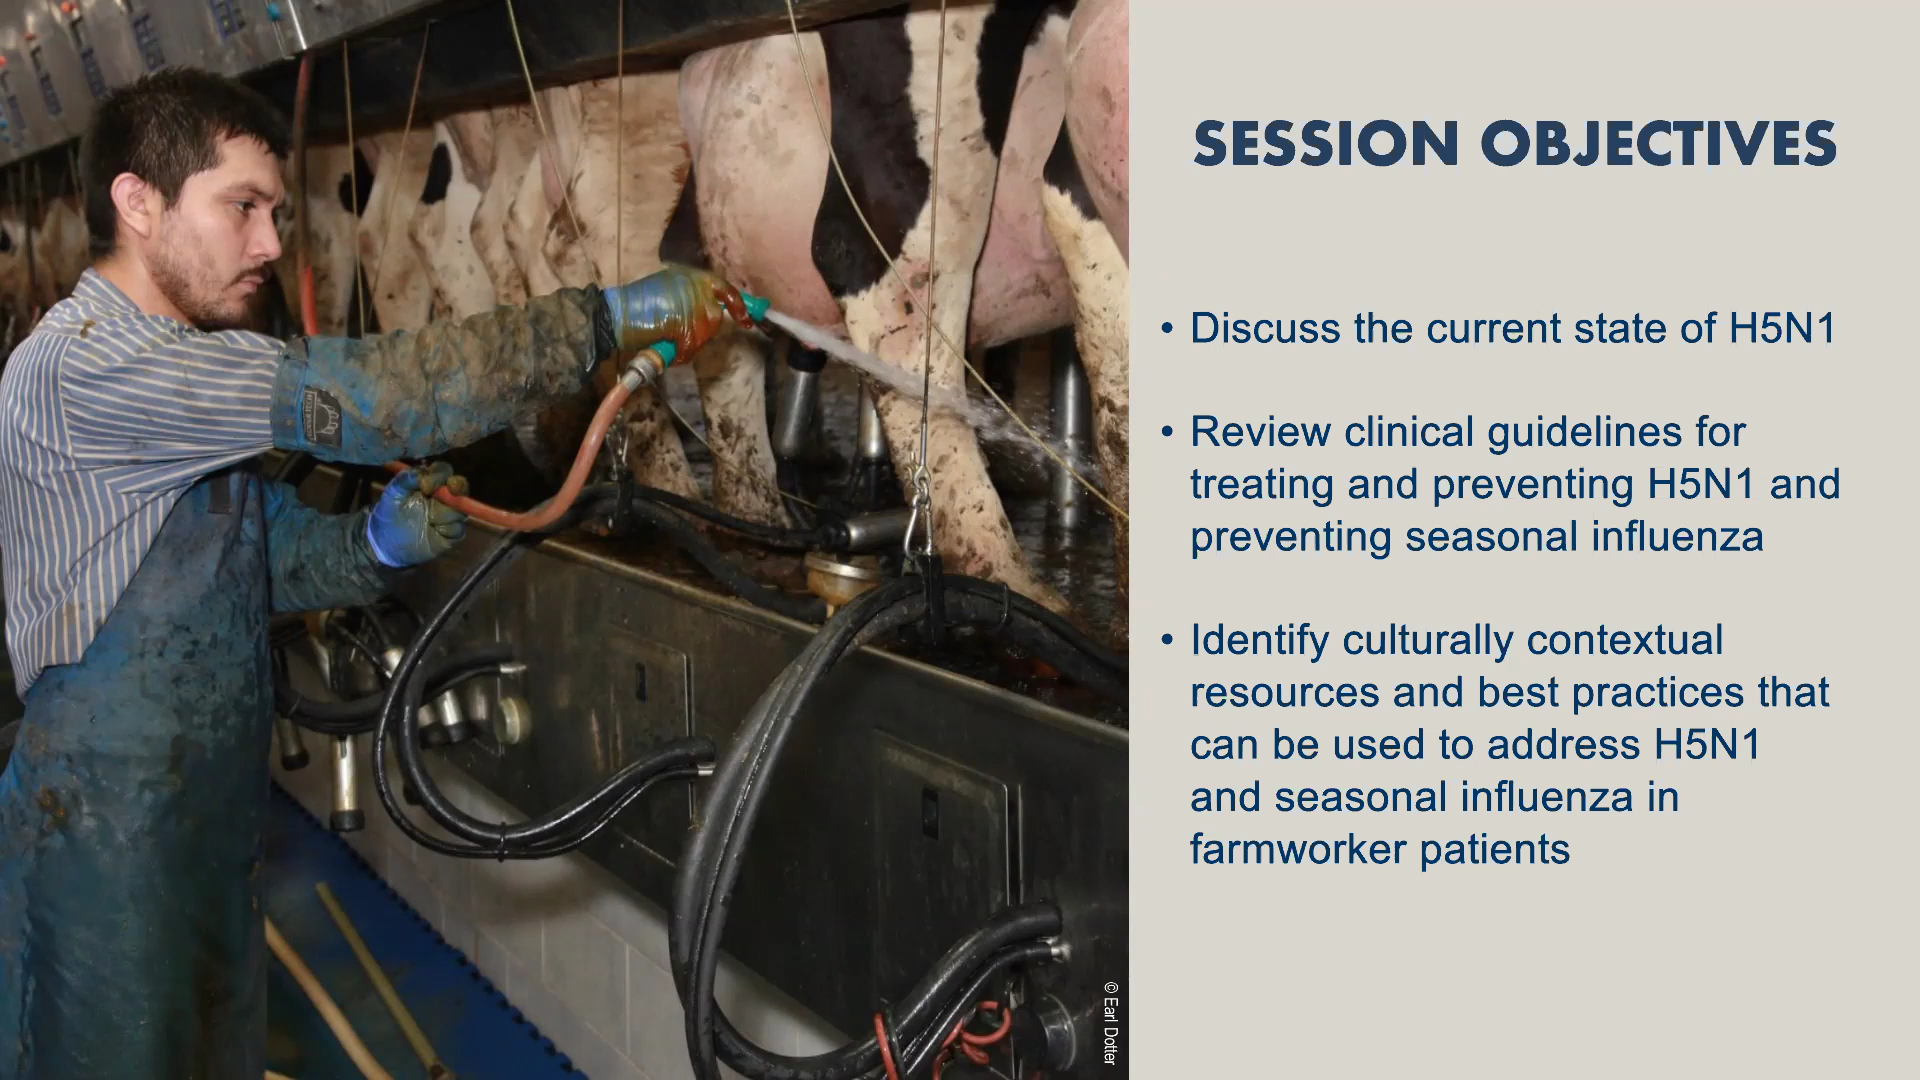 SESSION OBJECTIVES
• Discuss the current state of H5N1
• Review clinical guidelines for
treating and preventing H5N1 and
preventing seasonal influenza
• Identify culturally contextual
resources and best practices that
can be used to address H5N1
and seasonal influenza in
farmworker patients
© Earl Dotter